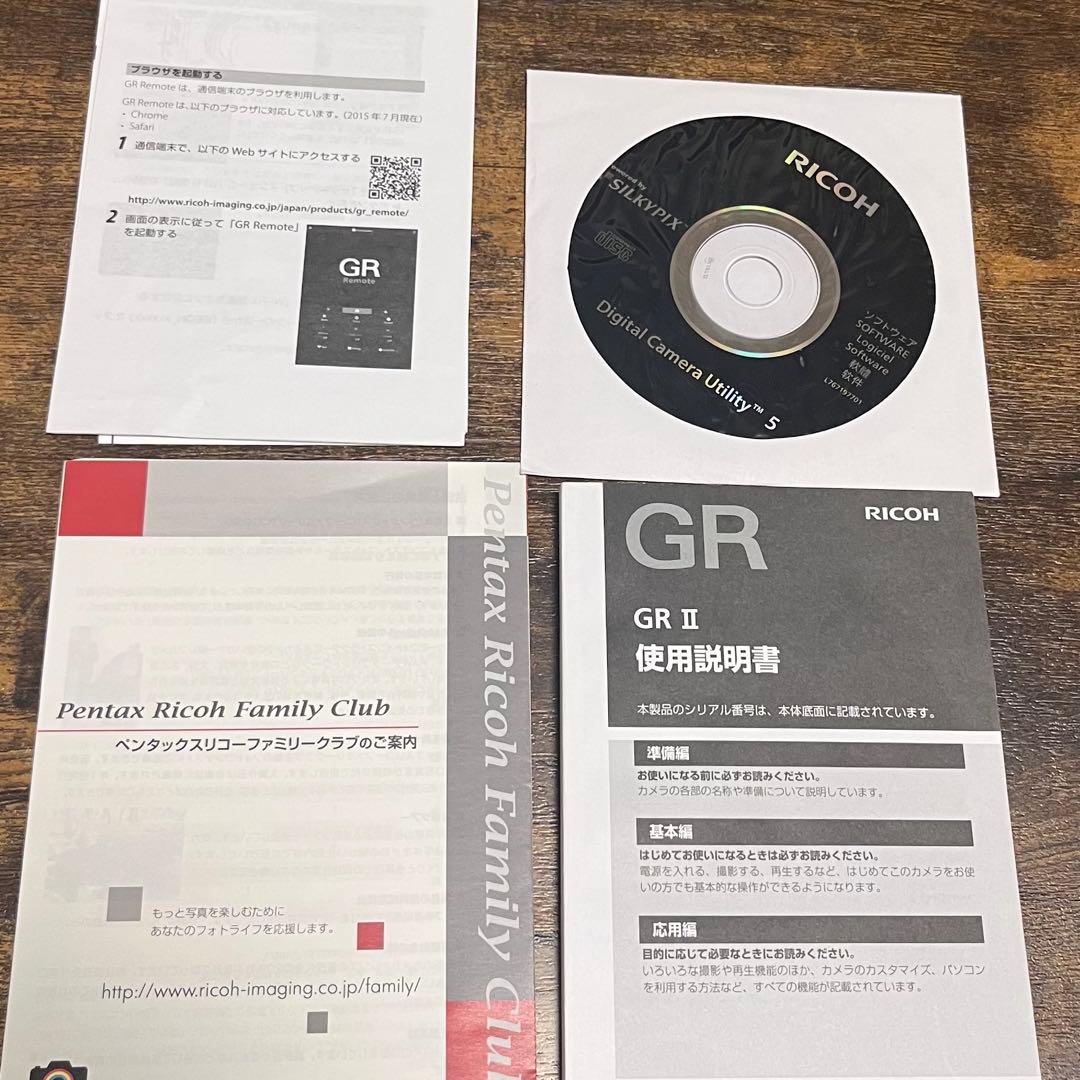 ブラウザを起動する
GR Remote は、通信端末のブラウザを利用します。
GR Remote は、以下のブラウザに対応しています。(2015 年 7 月現在)
・ Chrome
・ Safari
1 通信端末で、以下の Web サイトにアクセスする
http://www.ricoh-imaging.co.jp/japan/products/gr_remote/
2 画面の表示に従って「GR Remote」
を起動する
GR
Remote
RICOH
Powered by
SILKYPIX
disc
Digital Camera Utility™ 5
ソフトウェア
SOFTWARE
Logiciel
Software
軟體
软件
L767197701
Pentax Ricoh Family Club
Pentax Ricoh Family Club
ペンタックスリコーファミリークラブのご案内
もっと写真を楽しむために
あなたのフォトライフを応援します。
http://www.ricoh-imaging.co.jp/family/
GR
RICOH
GR II
使用説明書
本製品のシリアル番号は、本体底面に記載されています。
準備編
お使いになる前に必ずお読みください。
カメラの各部の名称や準備について説明しています。
基本編
はじめてお使いになるときは必ずお読みください。
電源を入れる、撮影する、再生するなど、はじめてこのカメラをお使
いの方でも基本的な操作ができるようになります。
応用編
目的に応じて必要なときにお読みください。
いろいろな撮影や再生機能のほか、カメラのカスタマイズ、パソコン
を利用する方法など、すべての機能が記載されています。